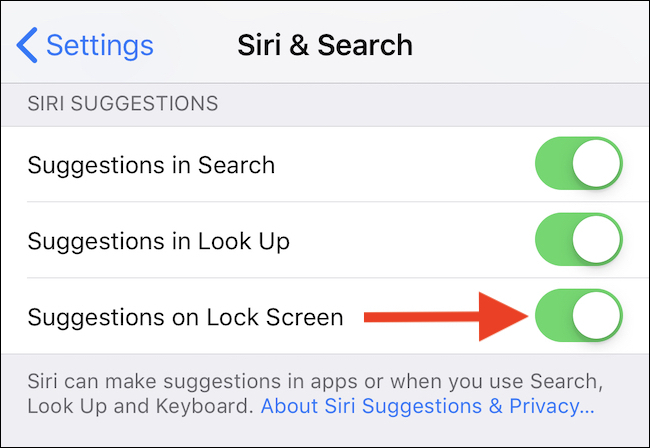 Settings
Siri & Search
SIRI SUGGESTIONS
Suggestions in Search
Suggestions in Look Up
Suggestions on Lock Screen
Siri can make suggestions in apps or when you use Search,
Look Up and Keyboard. About Siri Suggestions & Privacy...